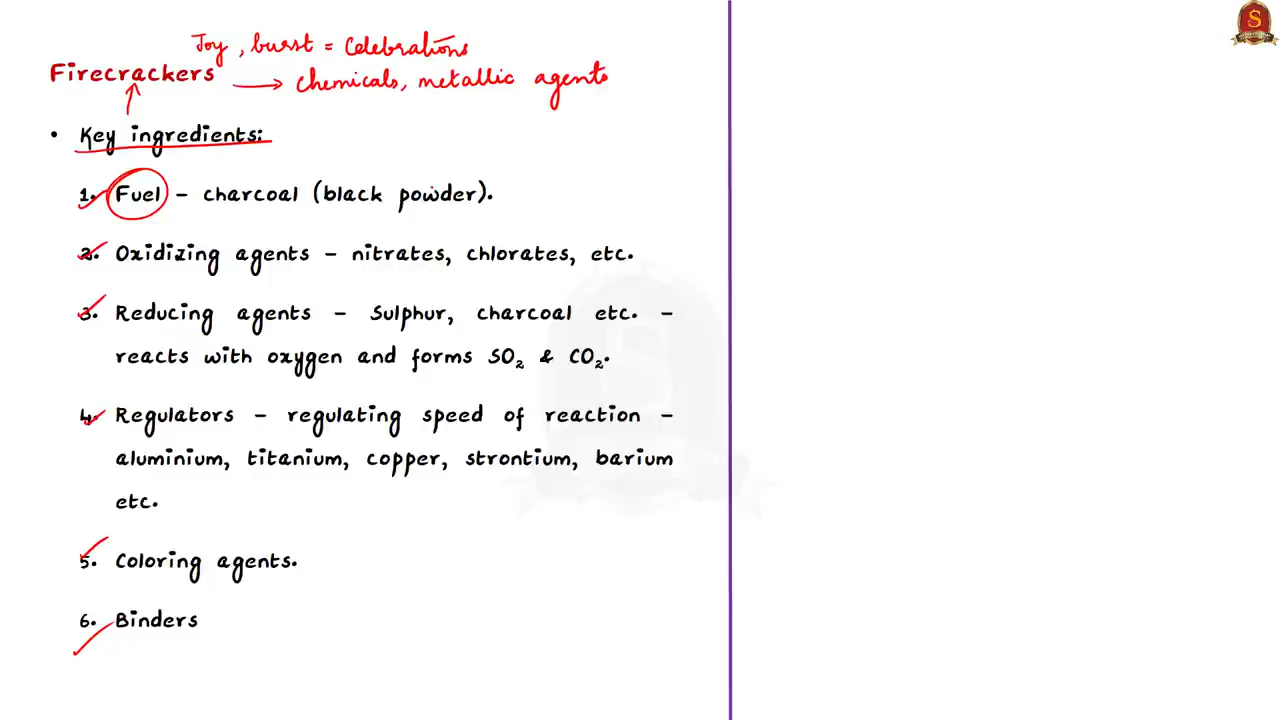 Joy, burst = Celebrations
Firecrackers → chemicals, metallic agents
• Key ingredients:
1. Fuel – charcoal (black powder).
2. Oxidizing agents – nitrates, chlorates, etc.
3. Reducing agents – Sulphur, charcoal etc. –
reacts with oxygen and forms SO₂ & CO₂.
4. Regulators – regulating speed of reaction –
aluminium, titanium, copper, strontium, barium
etc.
5. Coloring agents.
6. Binders
S